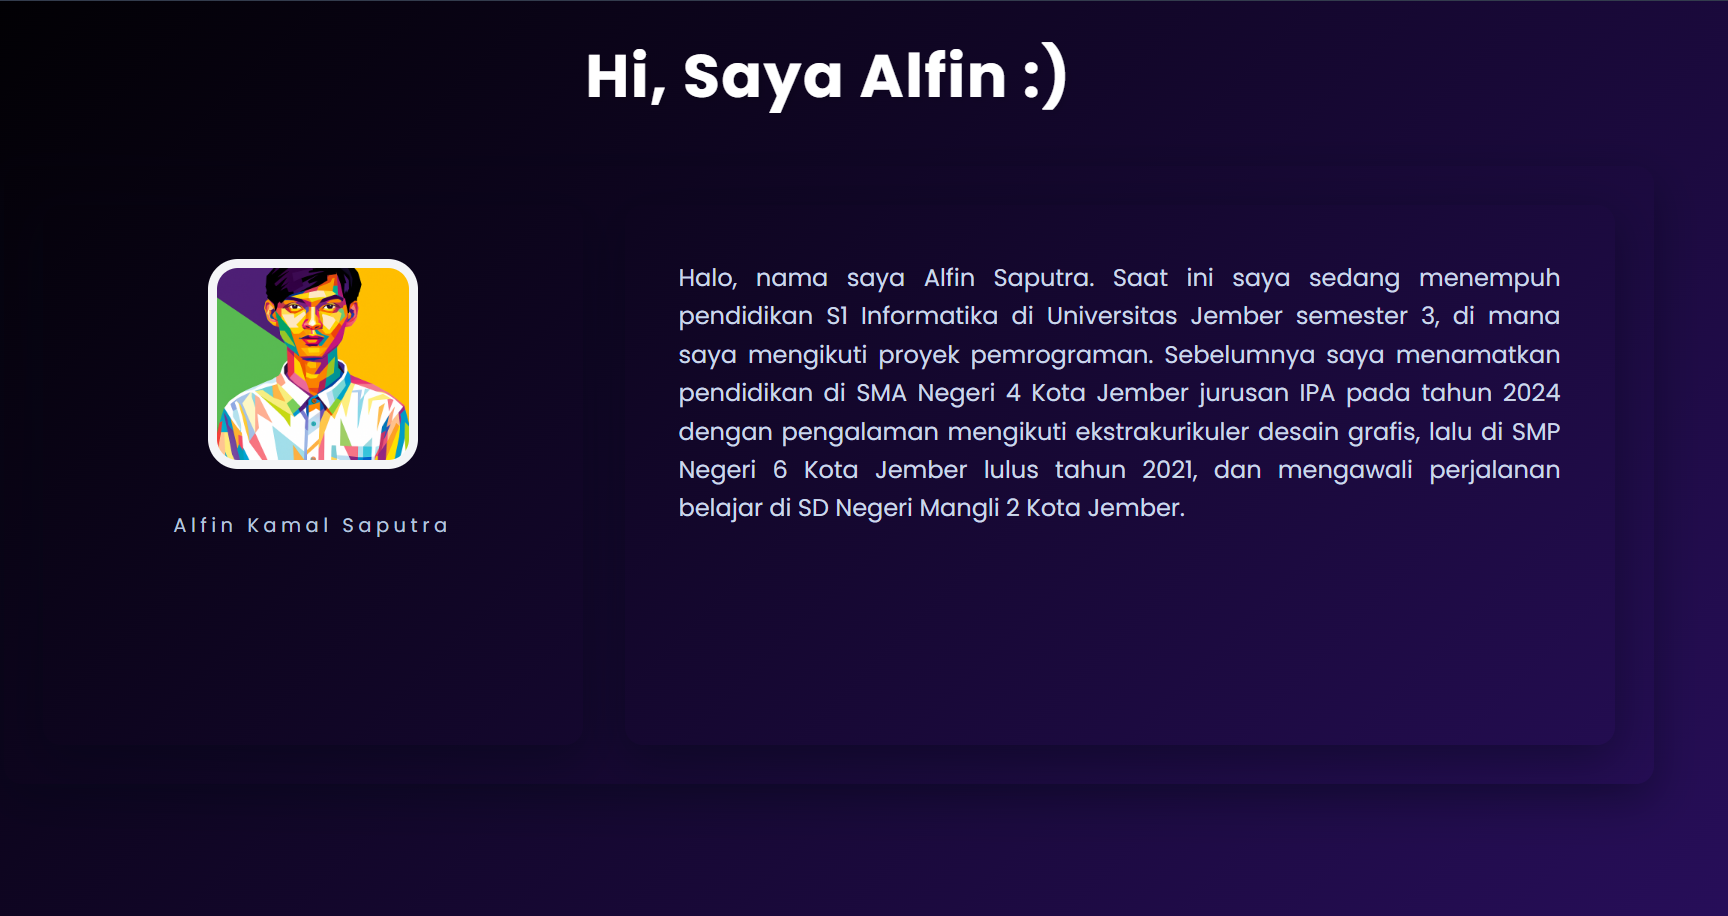 Hi, Saya Alfin :)
Alfin Kamal Saputra
Halo, nama saya Alfin Saputra. Saat ini saya sedang menempuh
pendidikan S1 Informatika di Universitas Jember semester 3, di mana
saya mengikuti proyek pemrograman. Sebelumnya saya menamatkan
pendidikan di SMA Negeri 4 Kota Jember jurusan IPA pada tahun 2024
dengan pengalaman mengikuti ekstrakurikuler desain grafis, lalu di SMP
Negeri 6 Kota Jember lulus tahun 2021, dan mengawali perjalanan
belajar di SD Negeri Mangli 2 Kota Jember.